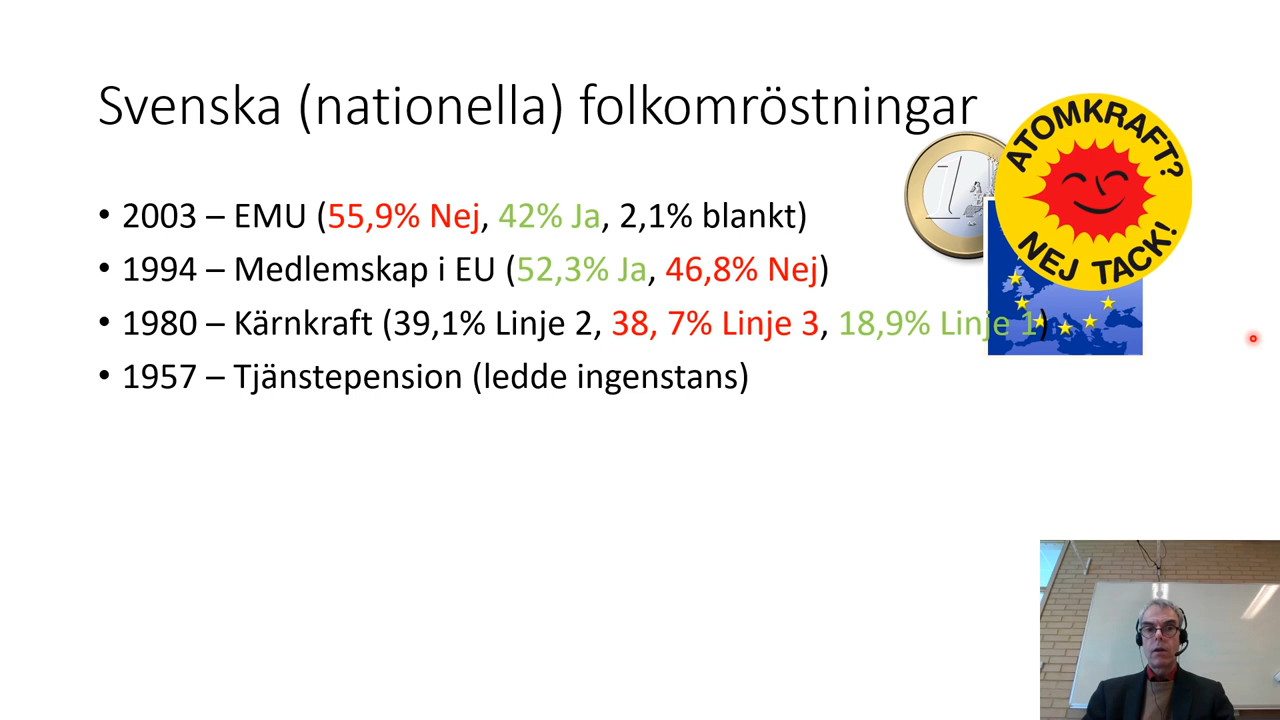 Svenska (nationella) folkomröstningar
• 2003 – EMU (55,9% Nej, 42% Ja, 2,1% blankt)
• 1994 – Medlemskap i EU (52,3% Ja, 46,8% Nej)
• 1980 – Kärnkraft (39,1% Linje 2, 38, 7% Linje 3, 18,9% Linje 1)
• 1957 – Tjänstepension (ledde ingenstans)
1
ATOMKRAFT?
NEJ TACK!